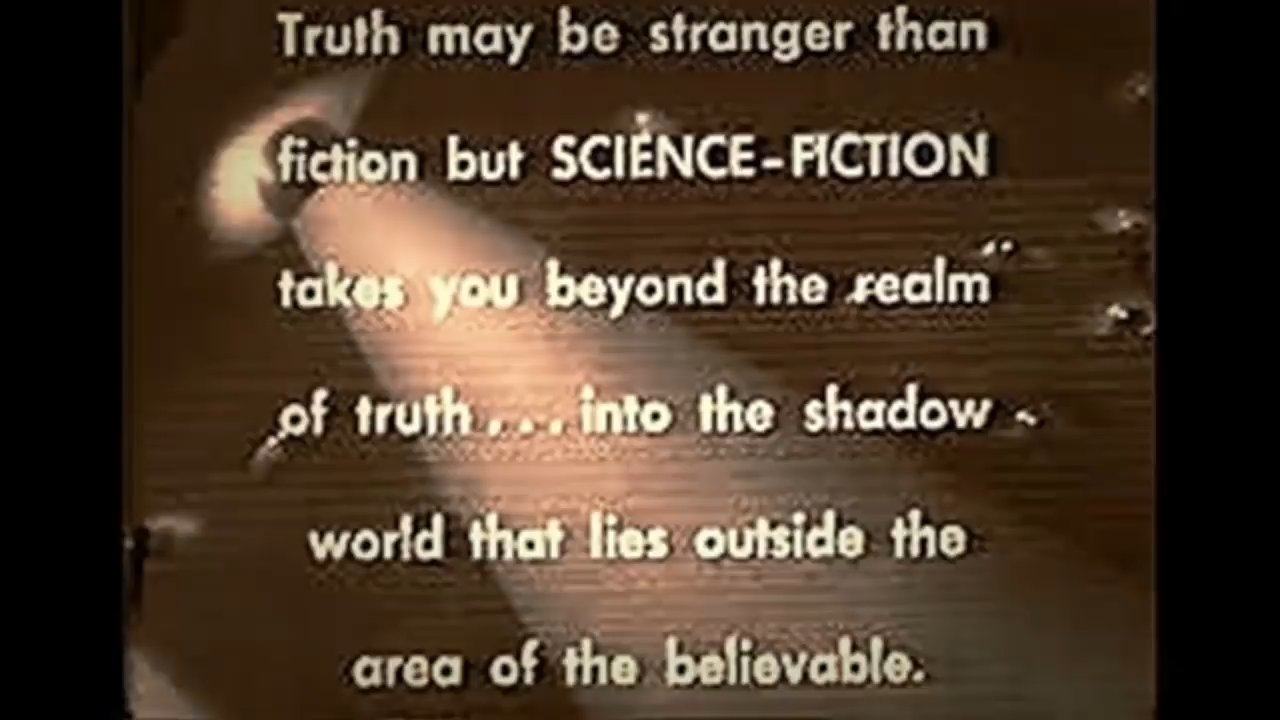 Truth may be stranger than
fiction but SCIENCE-FICTION
takes you beyond the realm
of truth... into the shadow
world that lies outside the
area of the believable.